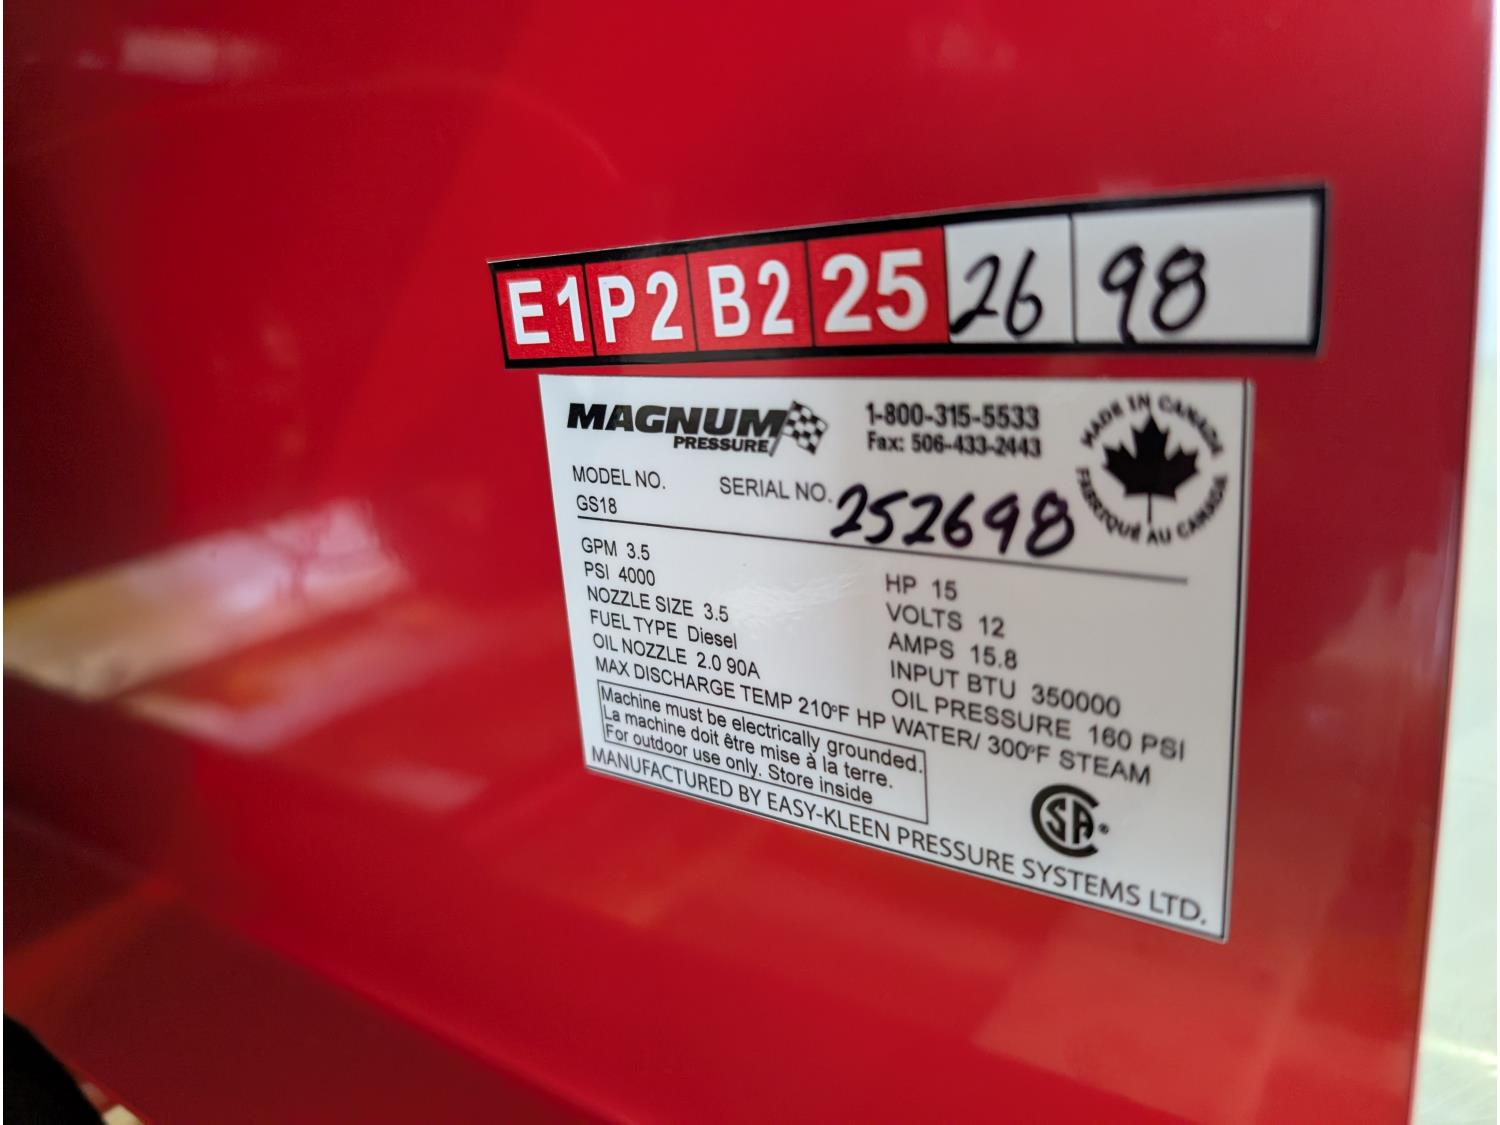 E1 P2 B2 25 26 98
MAGNUM
PRESSURE
1-800-315-5533
Fax: 506-433-2443
MADE IN CANADA
FABRIQUÉ AU CANADA
MODEL NO.
GS18
SERIAL NO. 252698
GPM 3.5
PSI 4000
NOZZLE SIZE 3.5
FUEL TYPE Diesel
OIL NOZZLE 2.0 90A
HP 15
VOLTS 12
AMPS 15.8
INPUT BTU 350000
OIL PRESSURE 160 PSI
MAX DISCHARGE TEMP 210°F HP WATER/ 300°F STEAM
Machine must be electrically grounded.
La machine doit être mise à la terre.
For outdoor use only. Store inside
CSA
MANUFACTURED BY EASY-KLEEN PRESSURE SYSTEMS LTD.